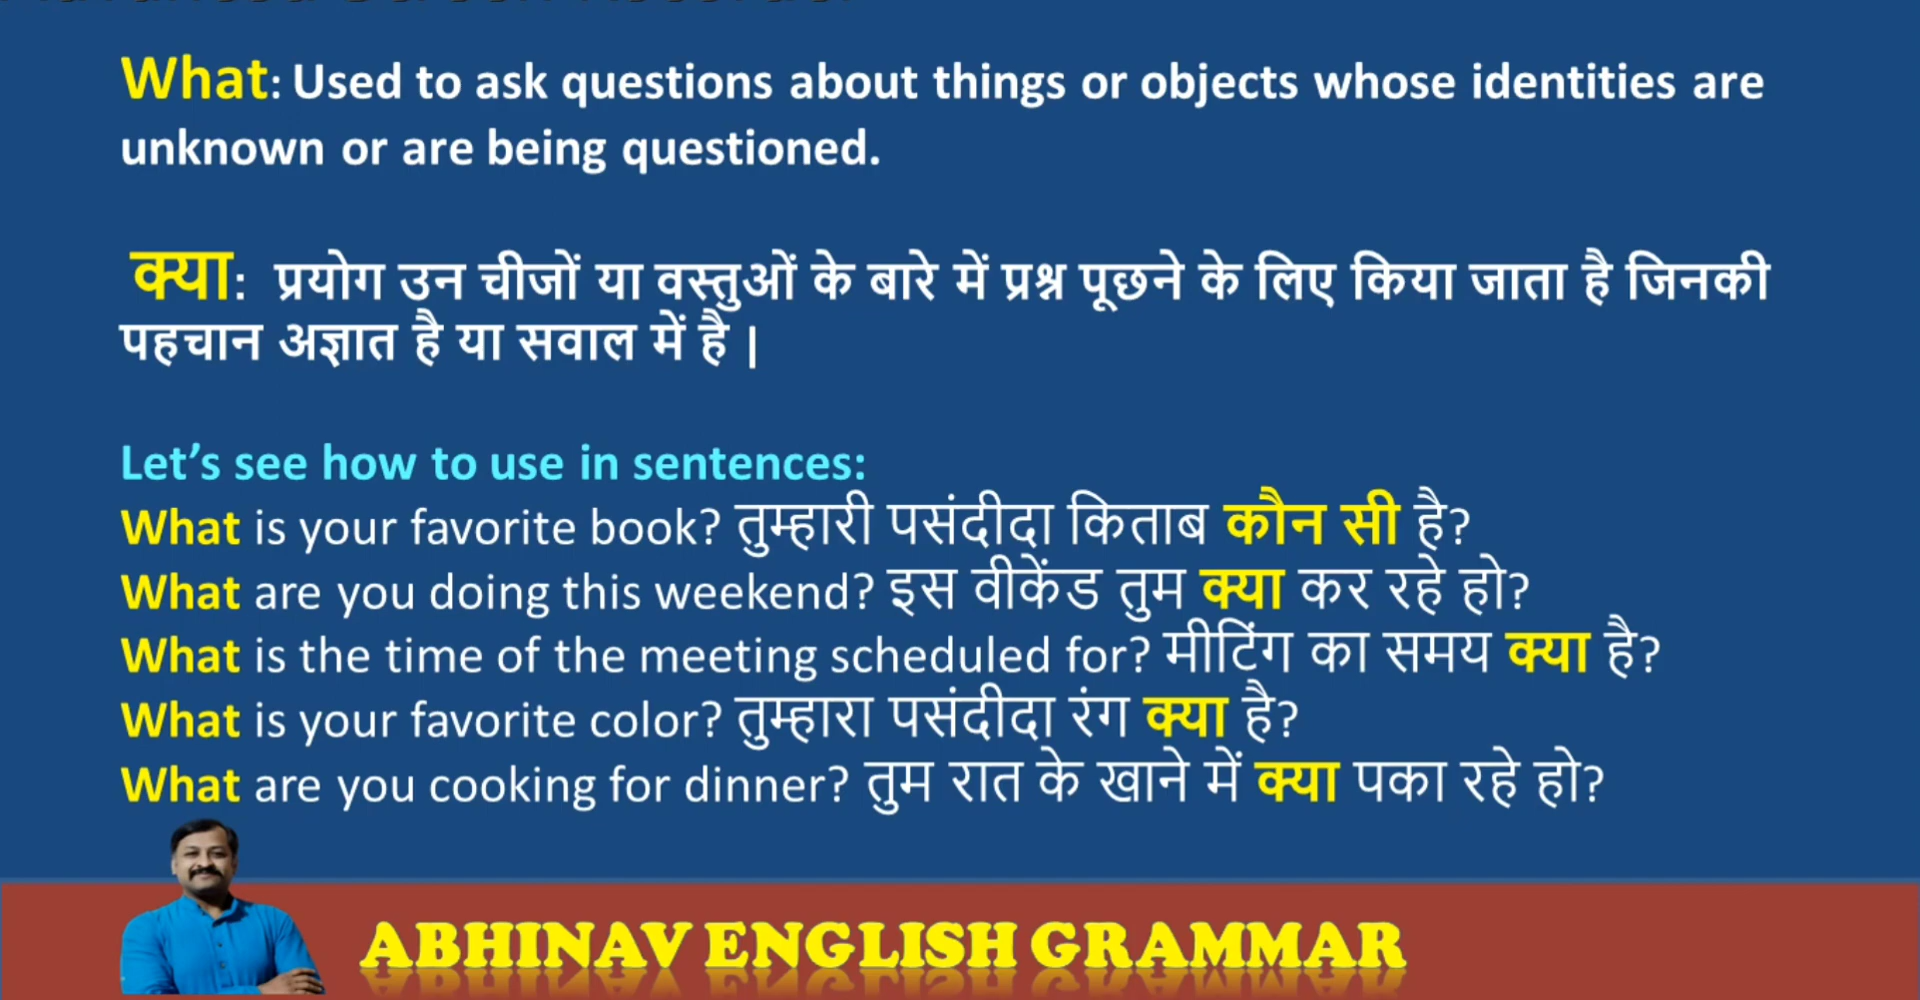 What: Used to ask questions about things or objects whose identities are
unknown or are being questioned.
क्या: प्रयोग उन चीजों या वस्तुओं के बारे में प्रश्न पूछने के लिए किया जाता है जिनकी
पहचान अज्ञात है या सवाल में है |
Let's see how to use in sentences:
What is your favorite book? तुम्हारी पसंदीदा किताब कौन सी है?
What are you doing this weekend? इस वीकेंड तुम क्या कर रहे हो?
What is the time of the meeting scheduled for? मीटिंग का समय क्या है?
What is your favorite color? तुम्हारा पसंदीदा रंग क्या है?
What are you cooking for dinner? तुम रात के खाने में क्या पका रहे हो?
ABHINAV ENGLISH GRAMMAR